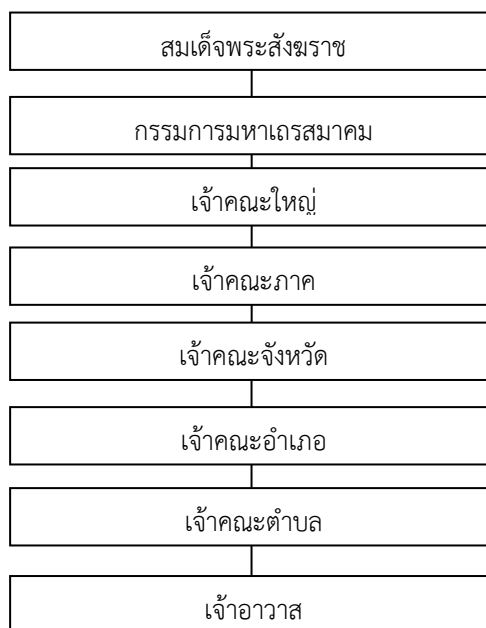 สมเด็จพระสังฆราช
กรรมการมหาเถรสมาคม
เจ้าคณะใหญ่
เจ้าคณะภาค
เจ้าคณะจังหวัด
เจ้าคณะอำเภอ
เจ้าคณะตำบล
เจ้าอาวาส